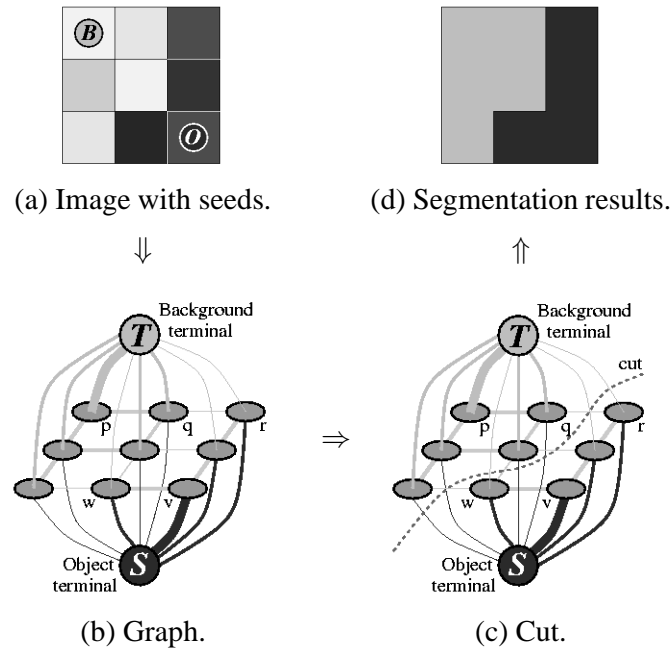 B
O
(a) Image with seeds.
(d) Segmentation results.
⇓
⇑
Background
terminal
T
p
q
r
w
v
Object
terminal
S
(b) Graph.
⇒
Background
terminal
T
cut
p
q
r
w
v
Object
terminal
S
(c) Cut.